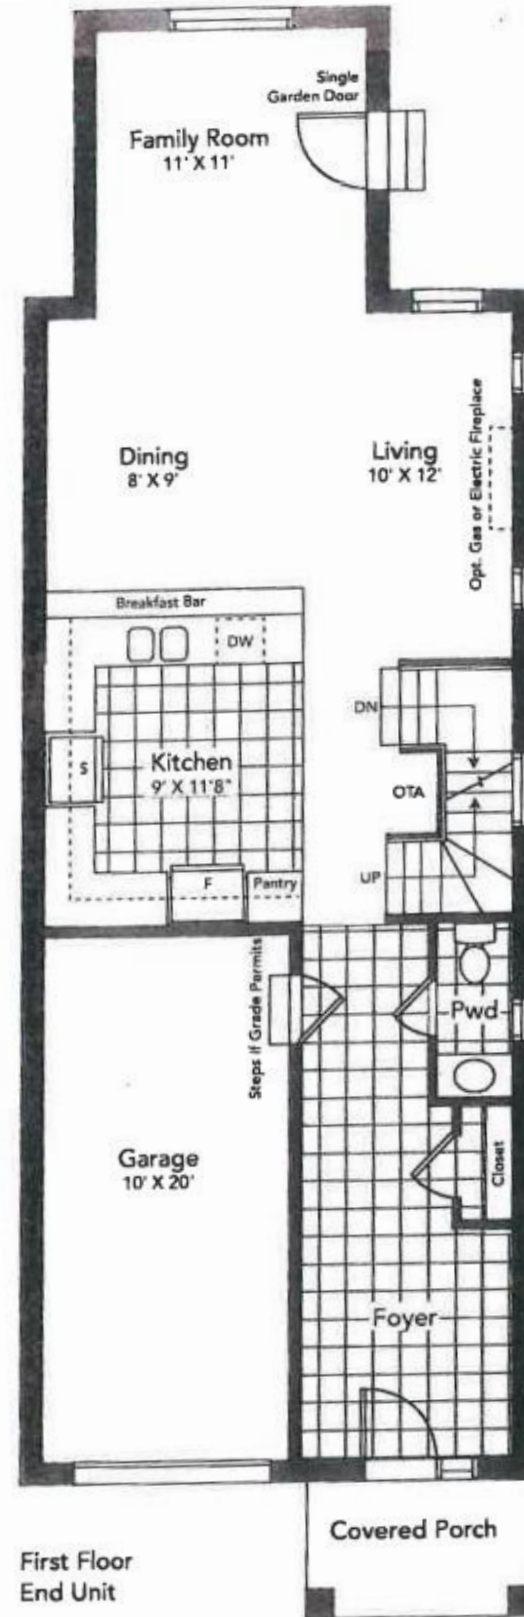 Single
Garden Door
Family Room
11' X 11'
Dining
8' X 9'
Living
10' X 12'
Opt. Gas or Electric Fireplace
Breakfast Bar
DW
DN
S
Kitchen
9' X 11'8"
OTA
UP
F
Pantry
Steps If Grade Permits
Pwd
Garage
10' X 20'
Closet
Foyer
Covered Porch
First Floor
End Unit